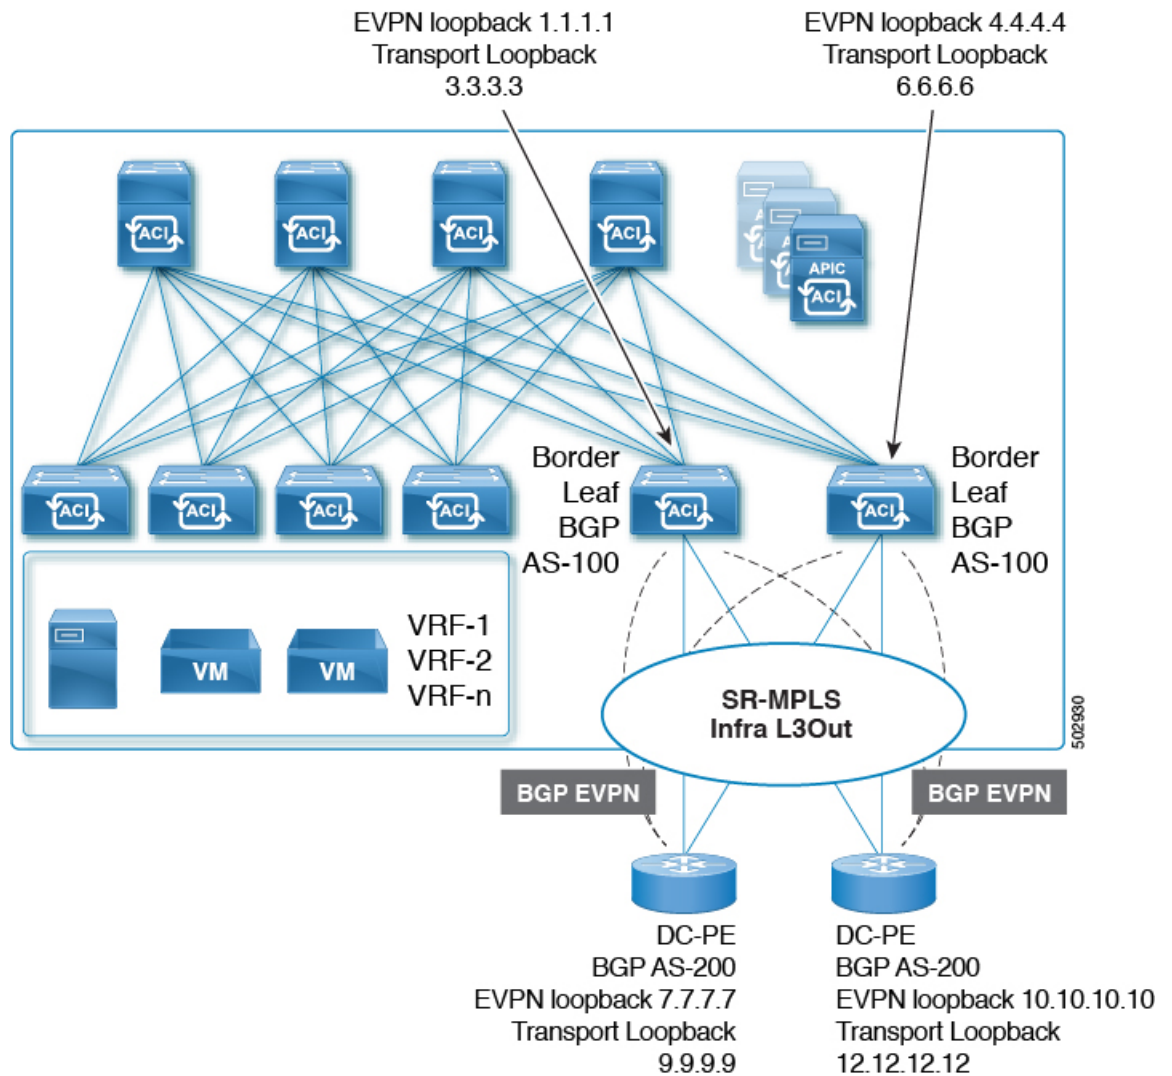 EVPN loopback 1.1.1.1
Transport Loopback
3.3.3.3
EVPN loopback 4.4.4.4
Transport Loopback
6.6.6.6
ACI
ACI
ACI
ACI
A
A
A
A
APIC
ACI
ACI
ACI
ACI
ACI
Border
Leaf
BGP
AS-100
ACI
ACI
Border
Leaf
BGP
AS-100
VM
VM
VRF-1
VRF-2
VRF-n
SR-MPLS
Infra L3Out
502930
BGP EVPN
BGP EVPN
DC-PE
BGP AS-200
EVPN loopback 7.7.7.7
Transport Loopback
9.9.9.9
DC-PE
BGP AS-200
EVPN loopback 10.10.10.10
Transport Loopback
12.12.12.12